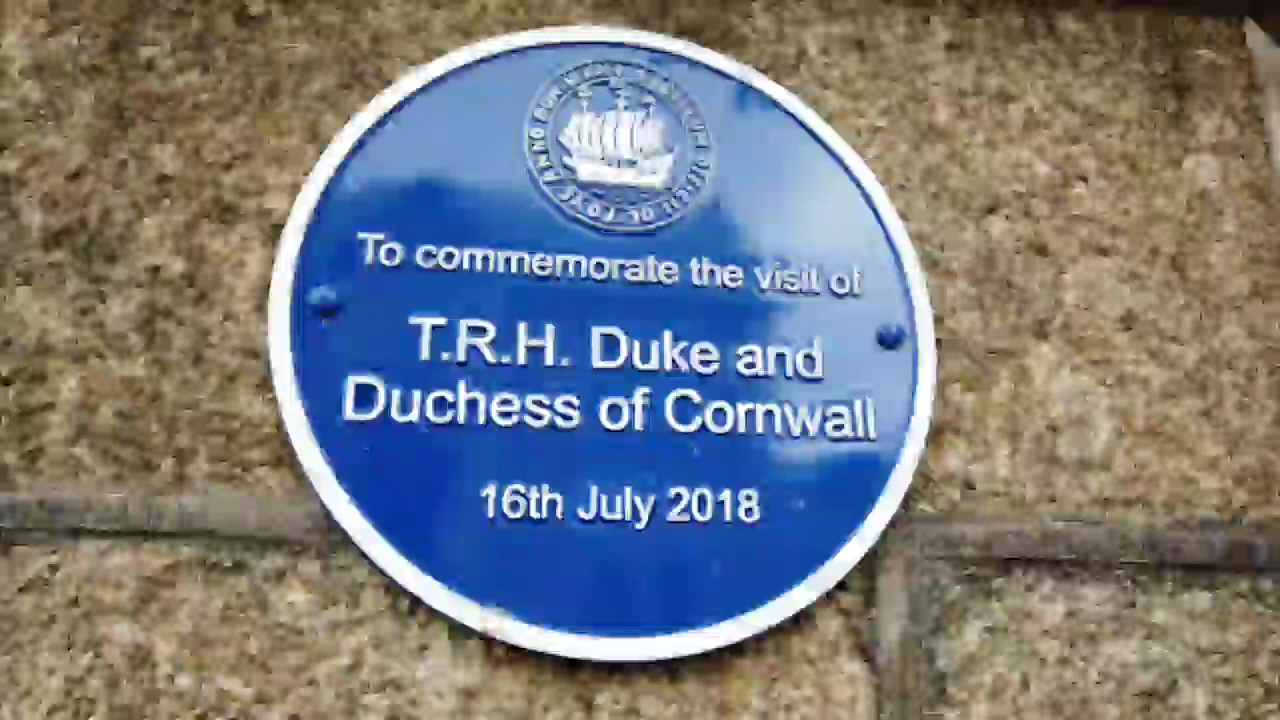 To commemorate the visit of
T.R.H. Duke and
Duchess of Cornwall
16th July 2018